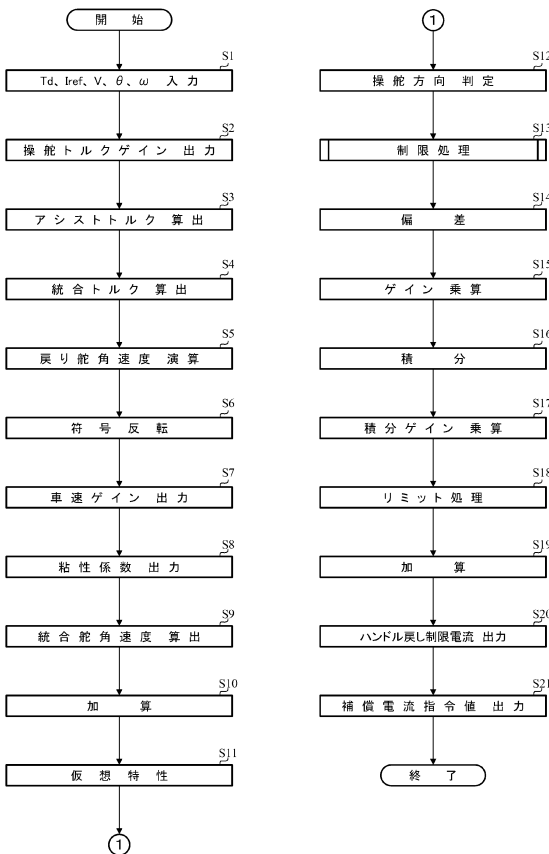 開始
S1
Td、Iref、V、θ、ω 入力
S2
操舵トルクゲイン 出力
S3
アシストトルク 算出
S4
統合トルク 算出
S5
戻り舵角速度 演算
S6
符号反転
S7
車速ゲイン 出力
S8
粘性係数 出力
S9
統合舵角速度 算出
S10
加算
S11
仮想特性
1
1
S12
操舵方向 判定
S13
制限処理
S14
偏差
S15
ゲイン 乗算
S16
積分
S17
積分ゲイン 乗算
S18
リミット処理
S19
加算
S20
ハンドル戻し制限電流 出力
S21
補償電流指令値 出力
終了